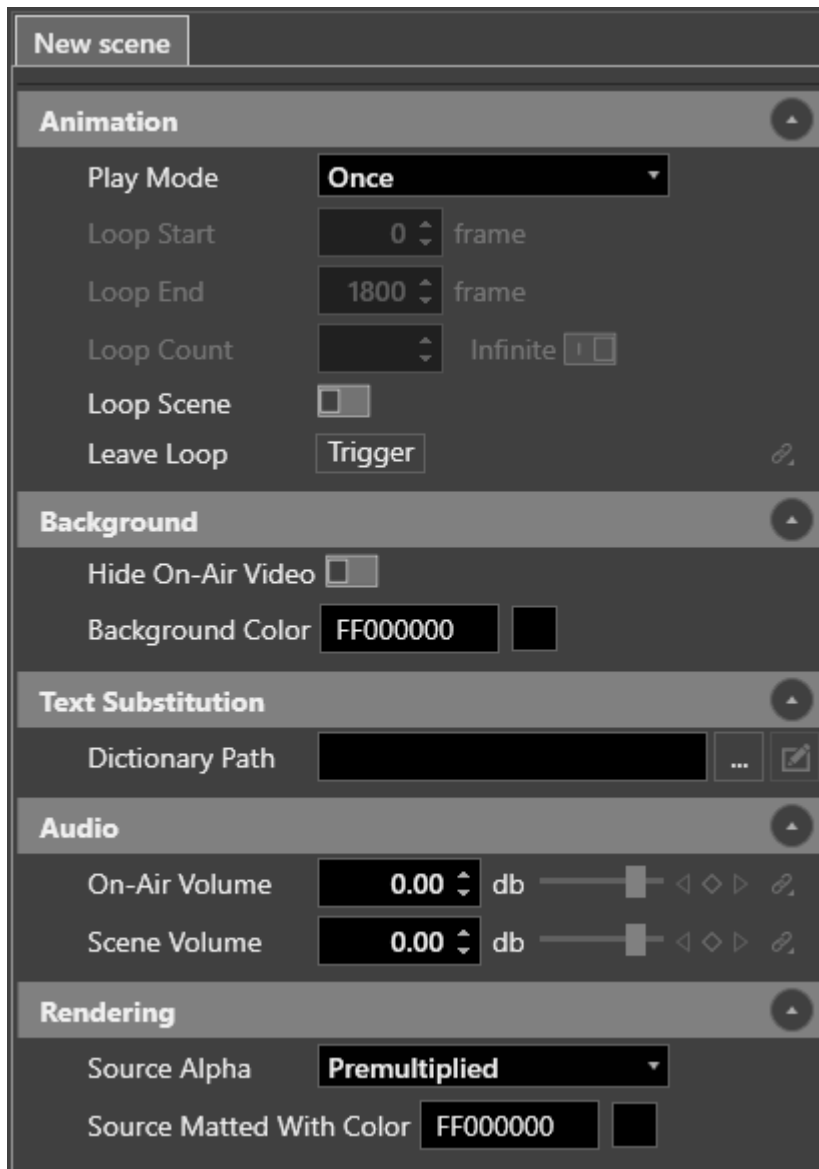 New scene
Animation
Play Mode Once
Loop Start 0 frame
Loop End 1800 frame
Loop Count Infinite
Loop Scene
Leave Loop Trigger
Background
Hide On-Air Video
Background Color FF000000
Text Substitution
Dictionary Path ...
Audio
On-Air Volume 0.00 db
Scene Volume 0.00 db
Rendering
Source Alpha Premultiplied
Source Matted With Color FF000000